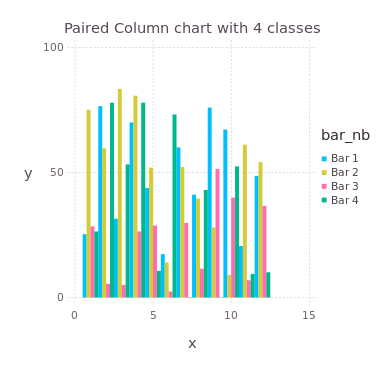 Paired Column chart with 4 classes
100
50
0
y
0
5
10
15
x
bar_nb
Bar 1
Bar 2
Bar 3
Bar 4